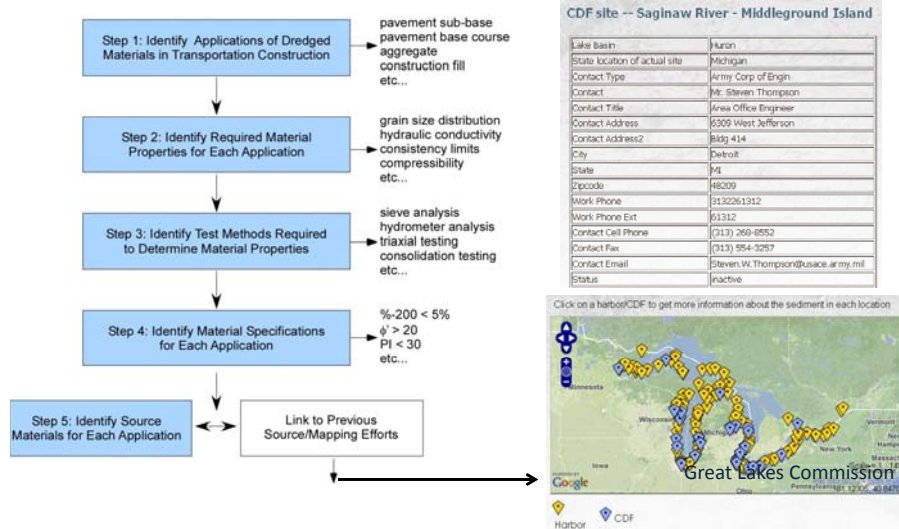 Step 1: Identify Applications of Dredged
Materials in Transportation Construction
pavement sub-base
pavement base course
aggregate
construction fill
etc...
Step 2: Identify Required Material
Properties for Each Application
grain size distribution
hydraulic conductivity
consistency limits
compressibility
etc...
Step 3: Identify Test Methods Required
to Determine Material Properties
sieve analysis
hydrometer analysis
triaxial testing
consolidation testing
etc...
Step 4: Identify Material Specifications
for Each Application
%-200 < 5%
ϕ' > 20
PI < 30
etc...
Step 5: Identify Source
Materials for Each Application
Link to Previous
Source/Mapping Efforts
CDF site -- Saginaw River - Middleground Island
Lake Basin Huron
State location of actual site Michigan
Contact Type Army Corp of Engin
Contact Mr. Steven Thompson
Contact Title Area Office Engineer
Contact Address 6309 West Jefferson
Contact Address2 Bldg 414
City Detroit
State MI
Zipcode 48209
Work Phone 3132261312
Work Phone Ext 61312
Contact Cell Phone (313) 268-8552
Contact Fax (313) 554-3257
Contact Email Steven.W.Thompson@usace.army.mil
Status inactive
Click on a harbor/CDF to get more information about the sediment in each location
Minnesota
Wisconsin
Michigan
Vermont
New York
Iowa
Great Lakes Commission
POWERED BY
Google
Ohio
Pennsylvania
Harbor
CDF